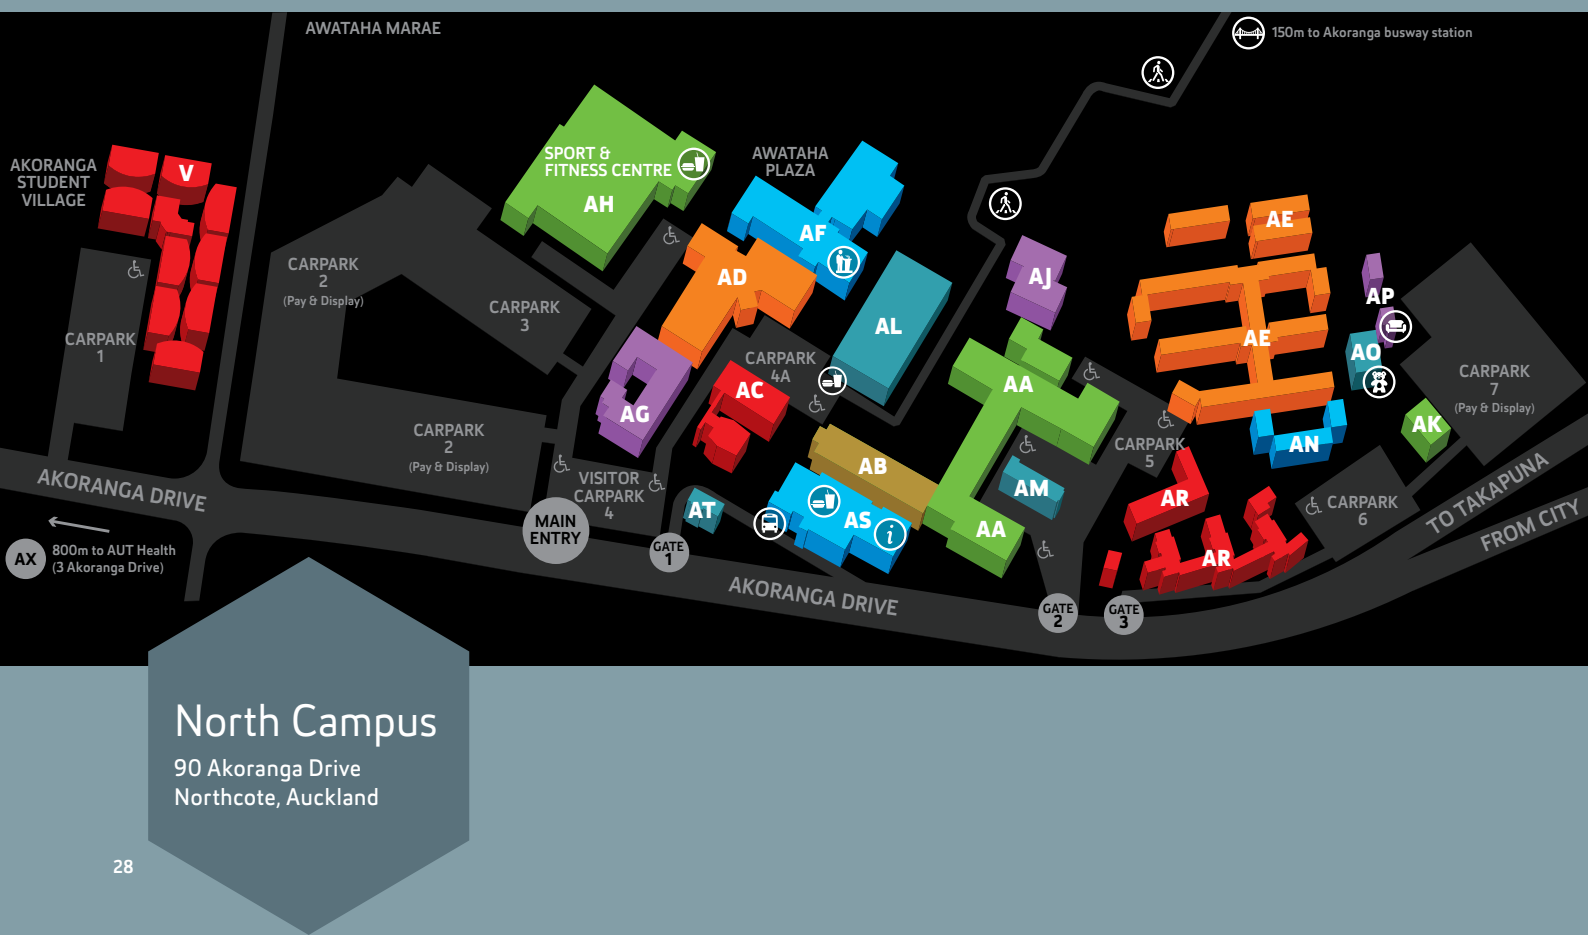 AWATAHA MARAE
150m to Akoranga busway station
AKORANGA
STUDENT
VILLAGE
V
SPORT &
FITNESS CENTRE
AH
AWATAHA
PLAZA
AF
AD
AL
AJ
AE
AE
AP
AO
AK
AN
CARPARK
1
CARPARK
2
(Pay & Display)
CARPARK
3
CARPARK
2
(Pay & Display)
CARPARK
4A
AC
AG
AA
AB
AM
AS
i
AT
AA
VISITOR
CARPARK
4
CARPARK
5
CARPARK
7
(Pay & Display)
CARPARK
6
AR
AR
MAIN
ENTRY
GATE
1
GATE
2
GATE
3
AKORANGA DRIVE
AKORANGA DRIVE
TO TAKAPUNA
FROM CITY
AX
800m to AUT Health
(3 Akoranga Drive)
North Campus
90 Akoranga Drive
Northcote, Auckland
28